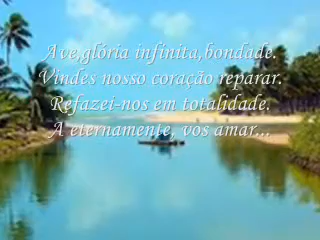 Ave,glória infinita,bondade.
Vindes nosso coração reparar.
Refazei-nos em totalidade.
A eternamente, vos amar...